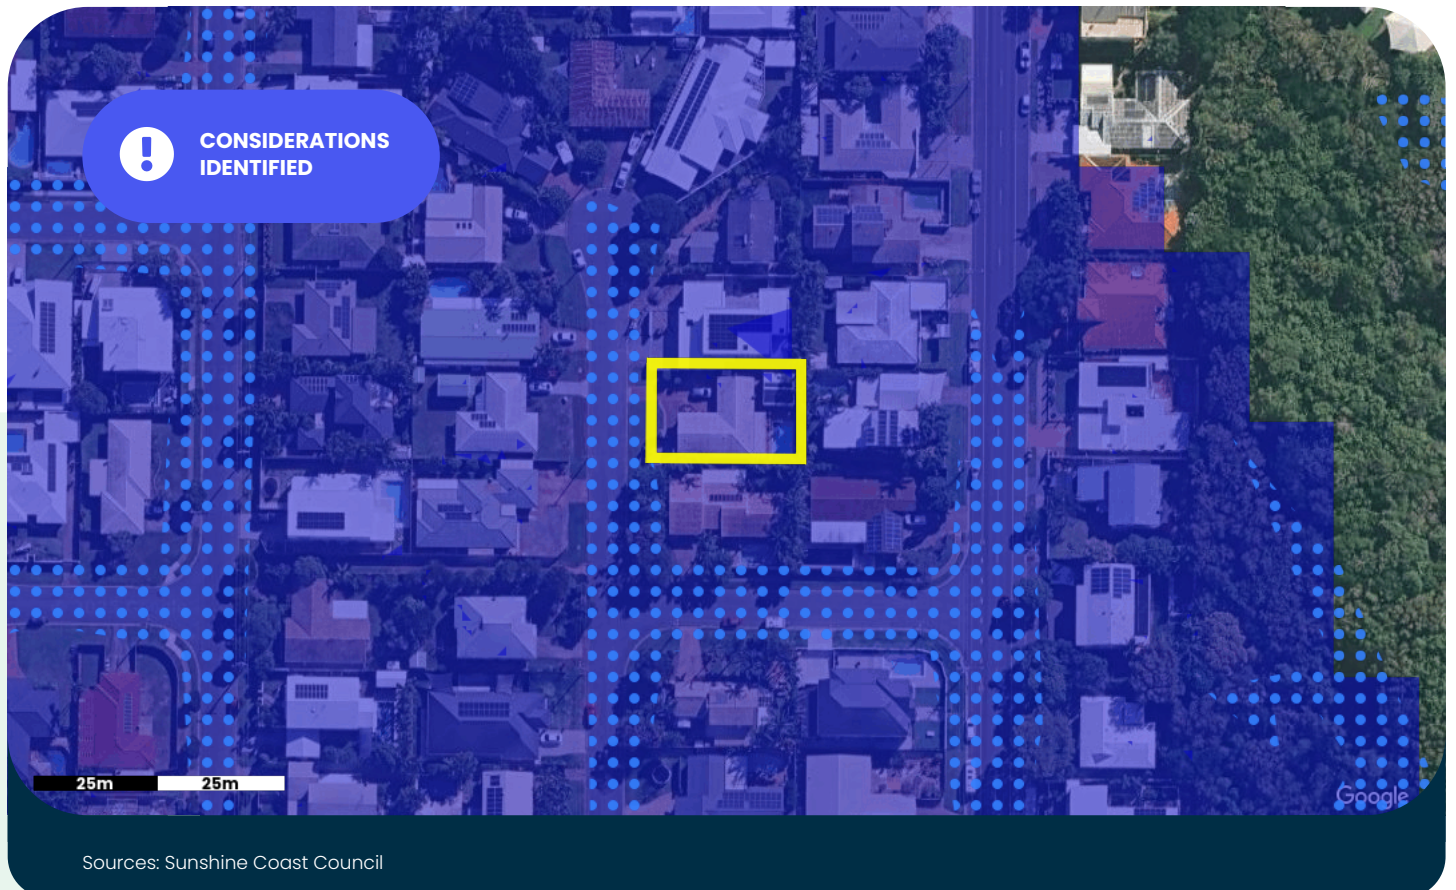 CONSIDERATIONS
IDENTIFIED
25m 25m
Google
Sources: Sunshine Coast Council